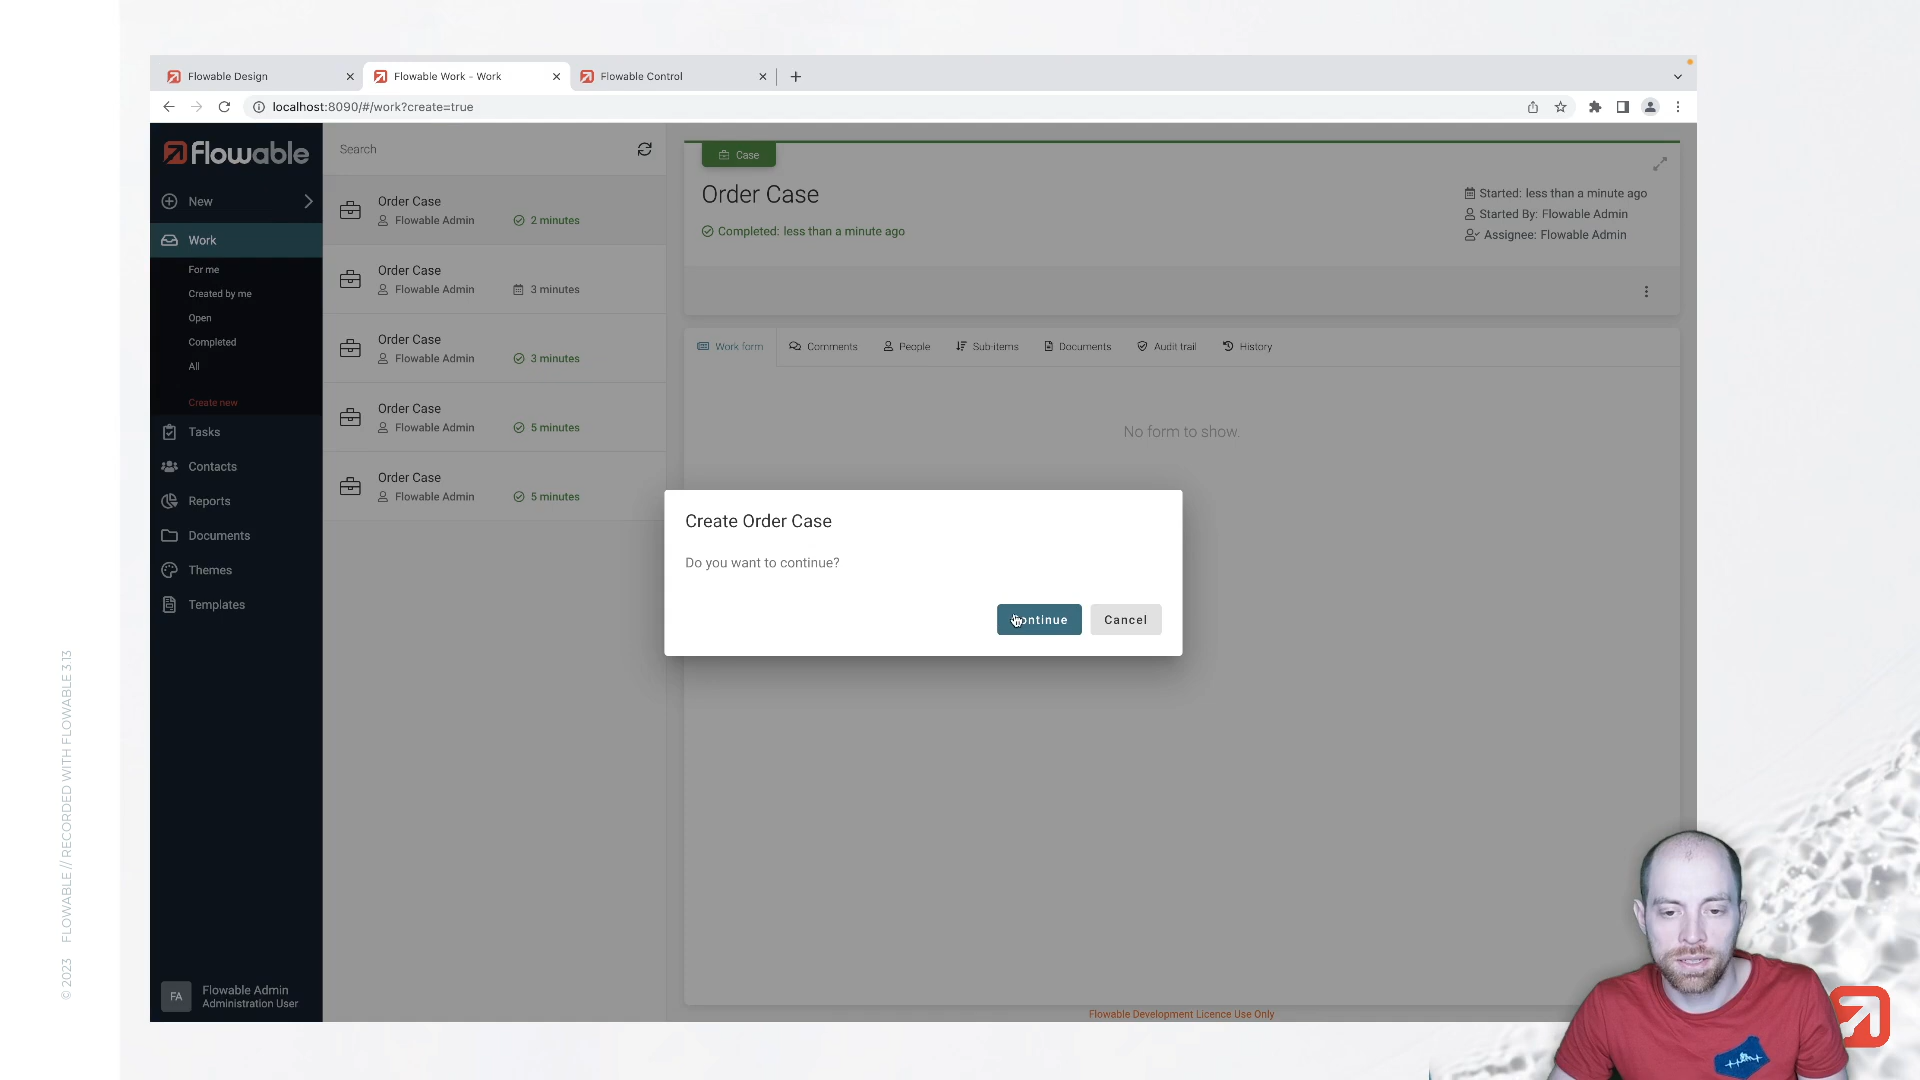 Flowable Design
Flowable Work - Work
Flowable Control
localhost:8090/#/work?create=true
Flowable
New
Work
For me
Created by me
Open
Completed
All
Create new
Tasks
Contacts
Reports
Documents
Themes
Templates
FA
Flowable Admin
Administration User
Search
Order Case
Flowable Admin 2 minutes
Order Case
Flowable Admin 3 minutes
Order Case
Flowable Admin 3 minutes
Order Case
Flowable Admin 5 minutes
Order Case
Flowable Admin 5 minutes
Case
Order Case
Completed: less than a minute ago
Started: less than a minute ago
Started By: Flowable Admin
Assignee: Flowable Admin
Work form Comments People Sub-items Documents Audit trail History
No form to show.
Create Order Case
Do you want to continue?
Continue Cancel
Flowable Development Licence Use Only
© 2023 FLOWABLE // RECORDED WITH FLOWABLE 3.13